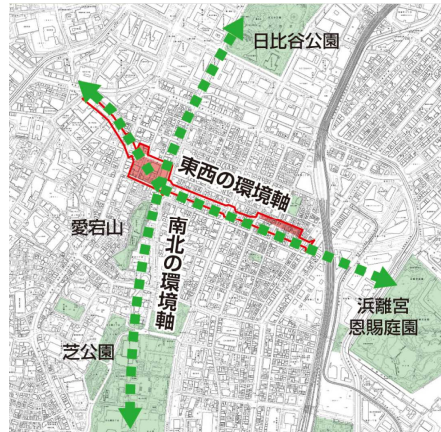 日比谷公園
東西の環境軸
愛宕山
南北の環境軸
浜離宮
恩賜庭園
芝公園